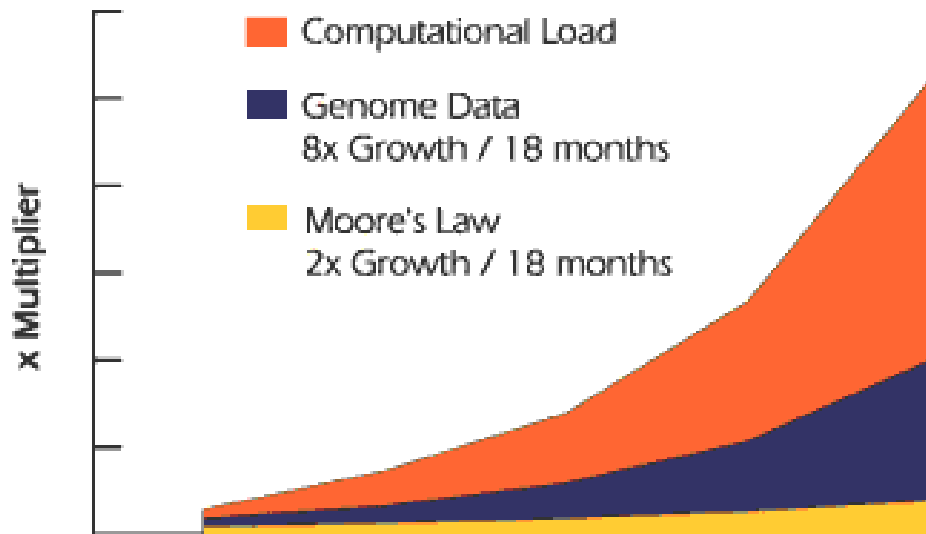 Computational Load
Genome Data
8x Growth / 18 months
Moore's Law
2x Growth / 18 months
x Multiplier